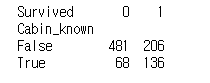 Survived 0 1
Cabin_known
False 481 206
True 68 136